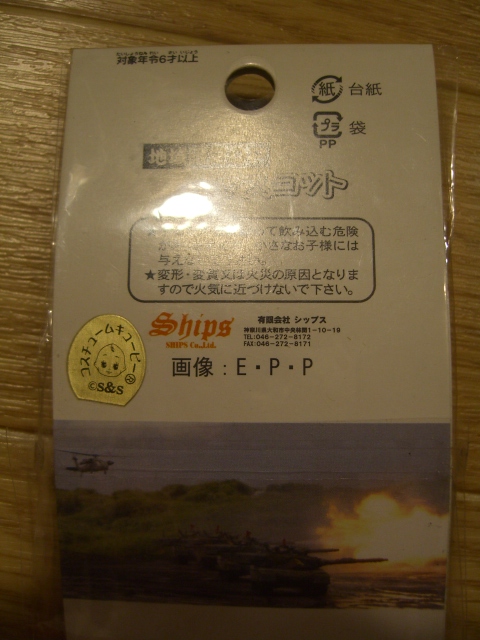 対象年令6才以上
紙 台紙
プラ 袋
PP
地域
コット
て飲み込む危険
さなお子様には
与え
★変形・変質又は火災の原因となりま
すので火気に近づけないで下さい。
Ships
SHIPS Co.,Ltd.
有限会社 シップス
神奈川県大和市中央林間1-10-19
TEL:046-272-8172
FAX:046-272-8171
コスチュームキューピー
©S&S
画像:E・P・P